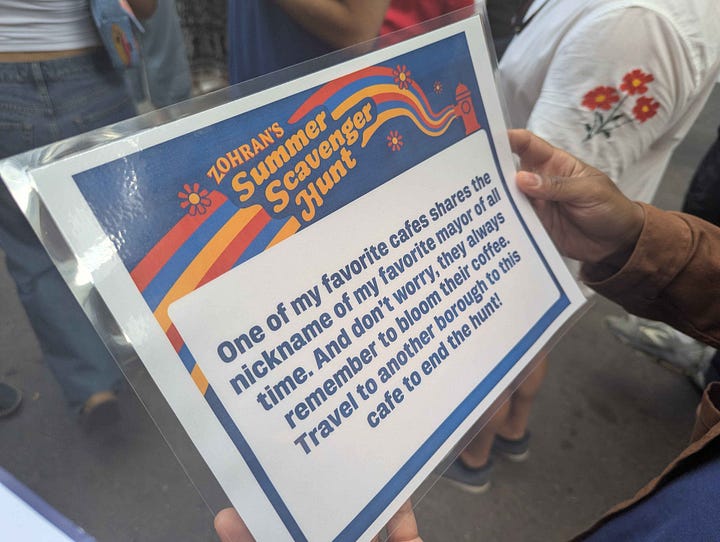 ZOHRAN'S
Summer
Scavenger
Hunt
One of my favorite cafes shares the
nickname of my favorite mayor of all
time. And don't worry, they always
remember to bloom their coffee.
Travel to another borough to this
cafe to end the hunt!